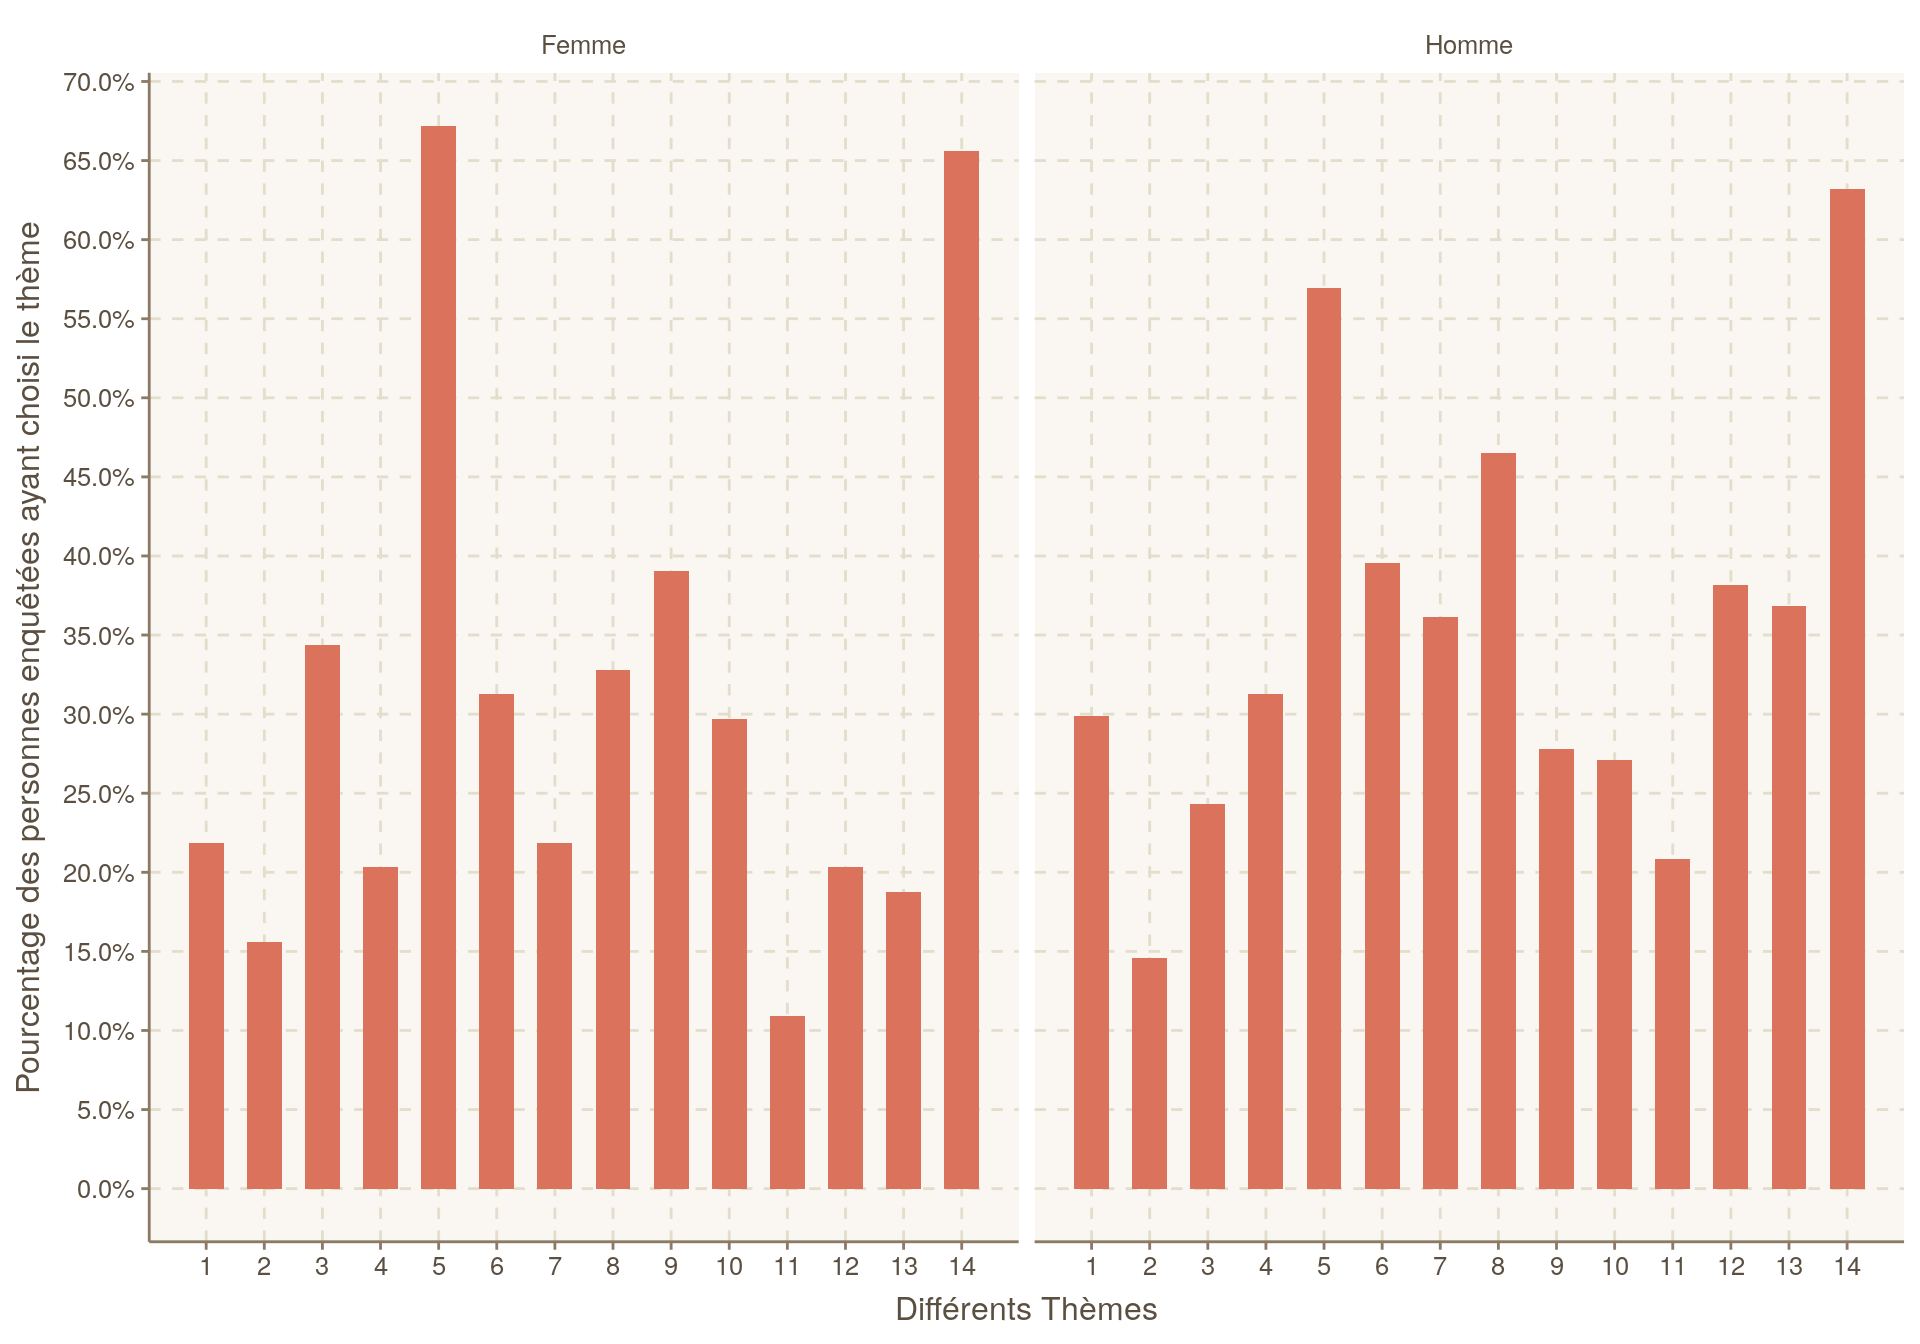 Femme
Homme
70.0%
65.0%
60.0%
55.0%
50.0%
45.0%
40.0%
35.0%
30.0%
25.0%
20.0%
15.0%
10.0%
5.0%
0.0%
Pourcentage des personnes enquêtées ayant choisi le thème
1 2 3 4 5 6 7 8 9 10 11 12 13 14
1 2 3 4 5 6 7 8 9 10 11 12 13 14
Différents Thèmes